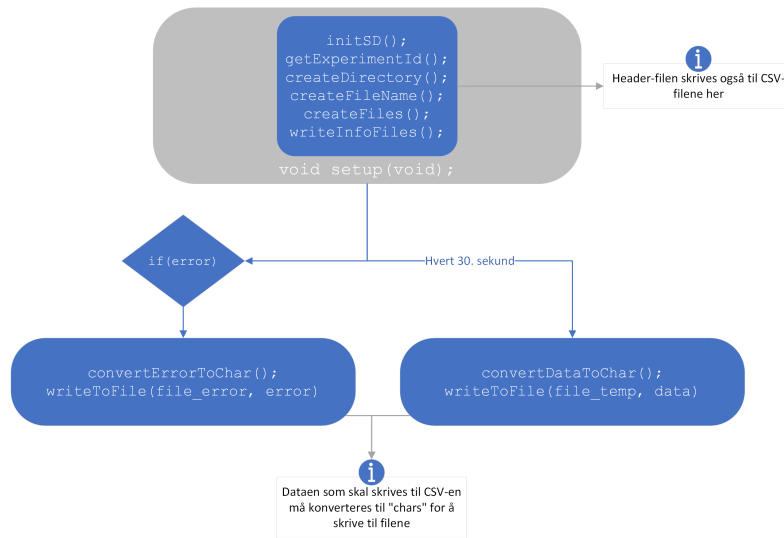 initSD();
getExperimentId();
createDirectory();
createFileName();
createFiles();
writeInfoFiles();
void setup(void);
Header-filen skrives også til CSV-
filene her
if(error)
Hvert 30. sekund
convertErrorToChar();
writeToFile(file_error, error)
convertDataToChar();
writeToFile(file_temp, data)
Dataen som skal skrives til CSV-en
må konverteres til "chars" for å
skrive til filene